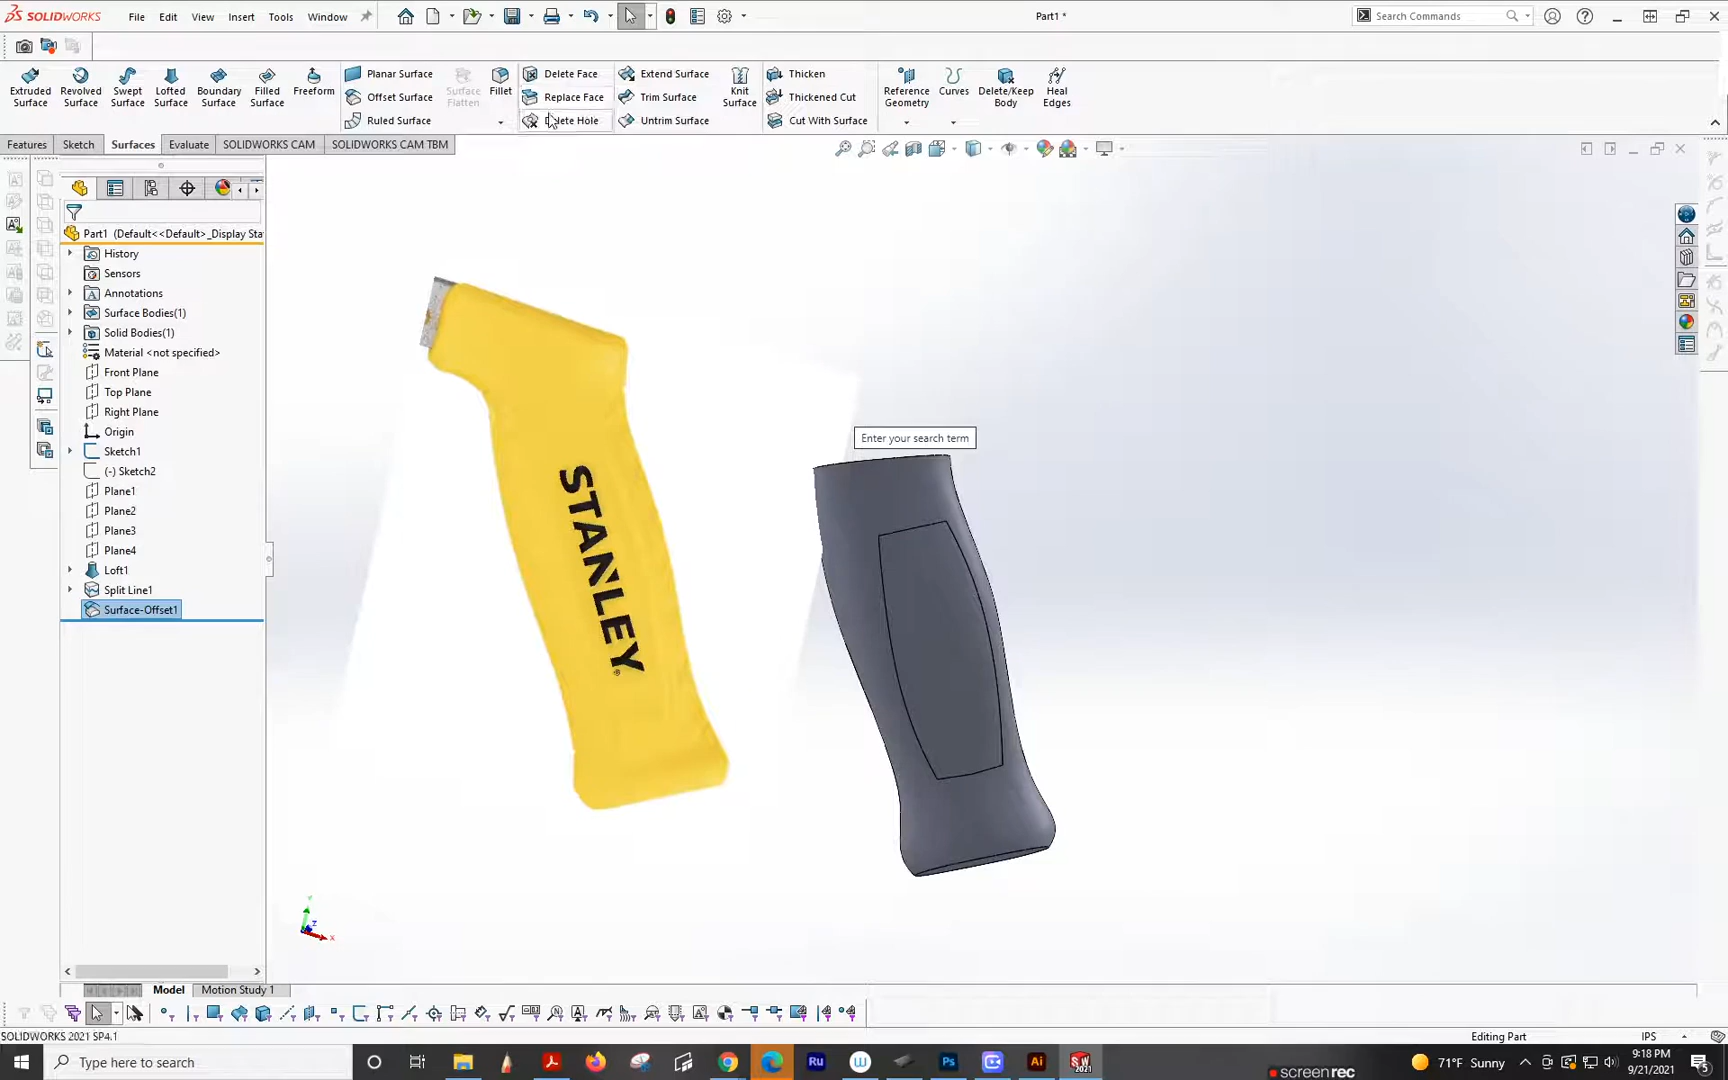 SOLIDWORKS File Edit View Insert Tools Window Part1 * Search Commands
Extruded Surface Revolved Surface Swept Surface Lofted Surface Boundary Surface Filled Surface Freeform
Planar Surface
Offset Surface
Ruled Surface
Surface Flatten
Fillet
Delete Face
Replace Face
Extend Surface
Trim Surface
Untrim Surface
Knit Surface
Thicken
Thickened Cut
Cut With Surface
Reference Geometry
Curves
Delete/Keep Body
Heal Edges
Features Sketch Surfaces Evaluate SOLIDWORKS CAM SOLIDWORKS CAM TBM
Part1 (Default<<Default>_Display Sta
History
Sensors
Annotations
Surface Bodies(1)
Solid Bodies(1)
Material <not specified>
Front Plane
Top Plane
Right Plane
Origin
Sketch1
(-) Sketch2
Plane1
Plane2
Plane3
Plane4
Loft1
Split Line1
Surface-Offset1
Enter your search term
STANLEY®
Y
Z
X
Model Motion Study 1
SOLIDWORKS 2021 SP4.1 Editing Part IPS
Type here to search
Ru
W
Ps
Ai
SW
2021
screenrec
71°F Sunny
9:18 PM
9/21/2021
5